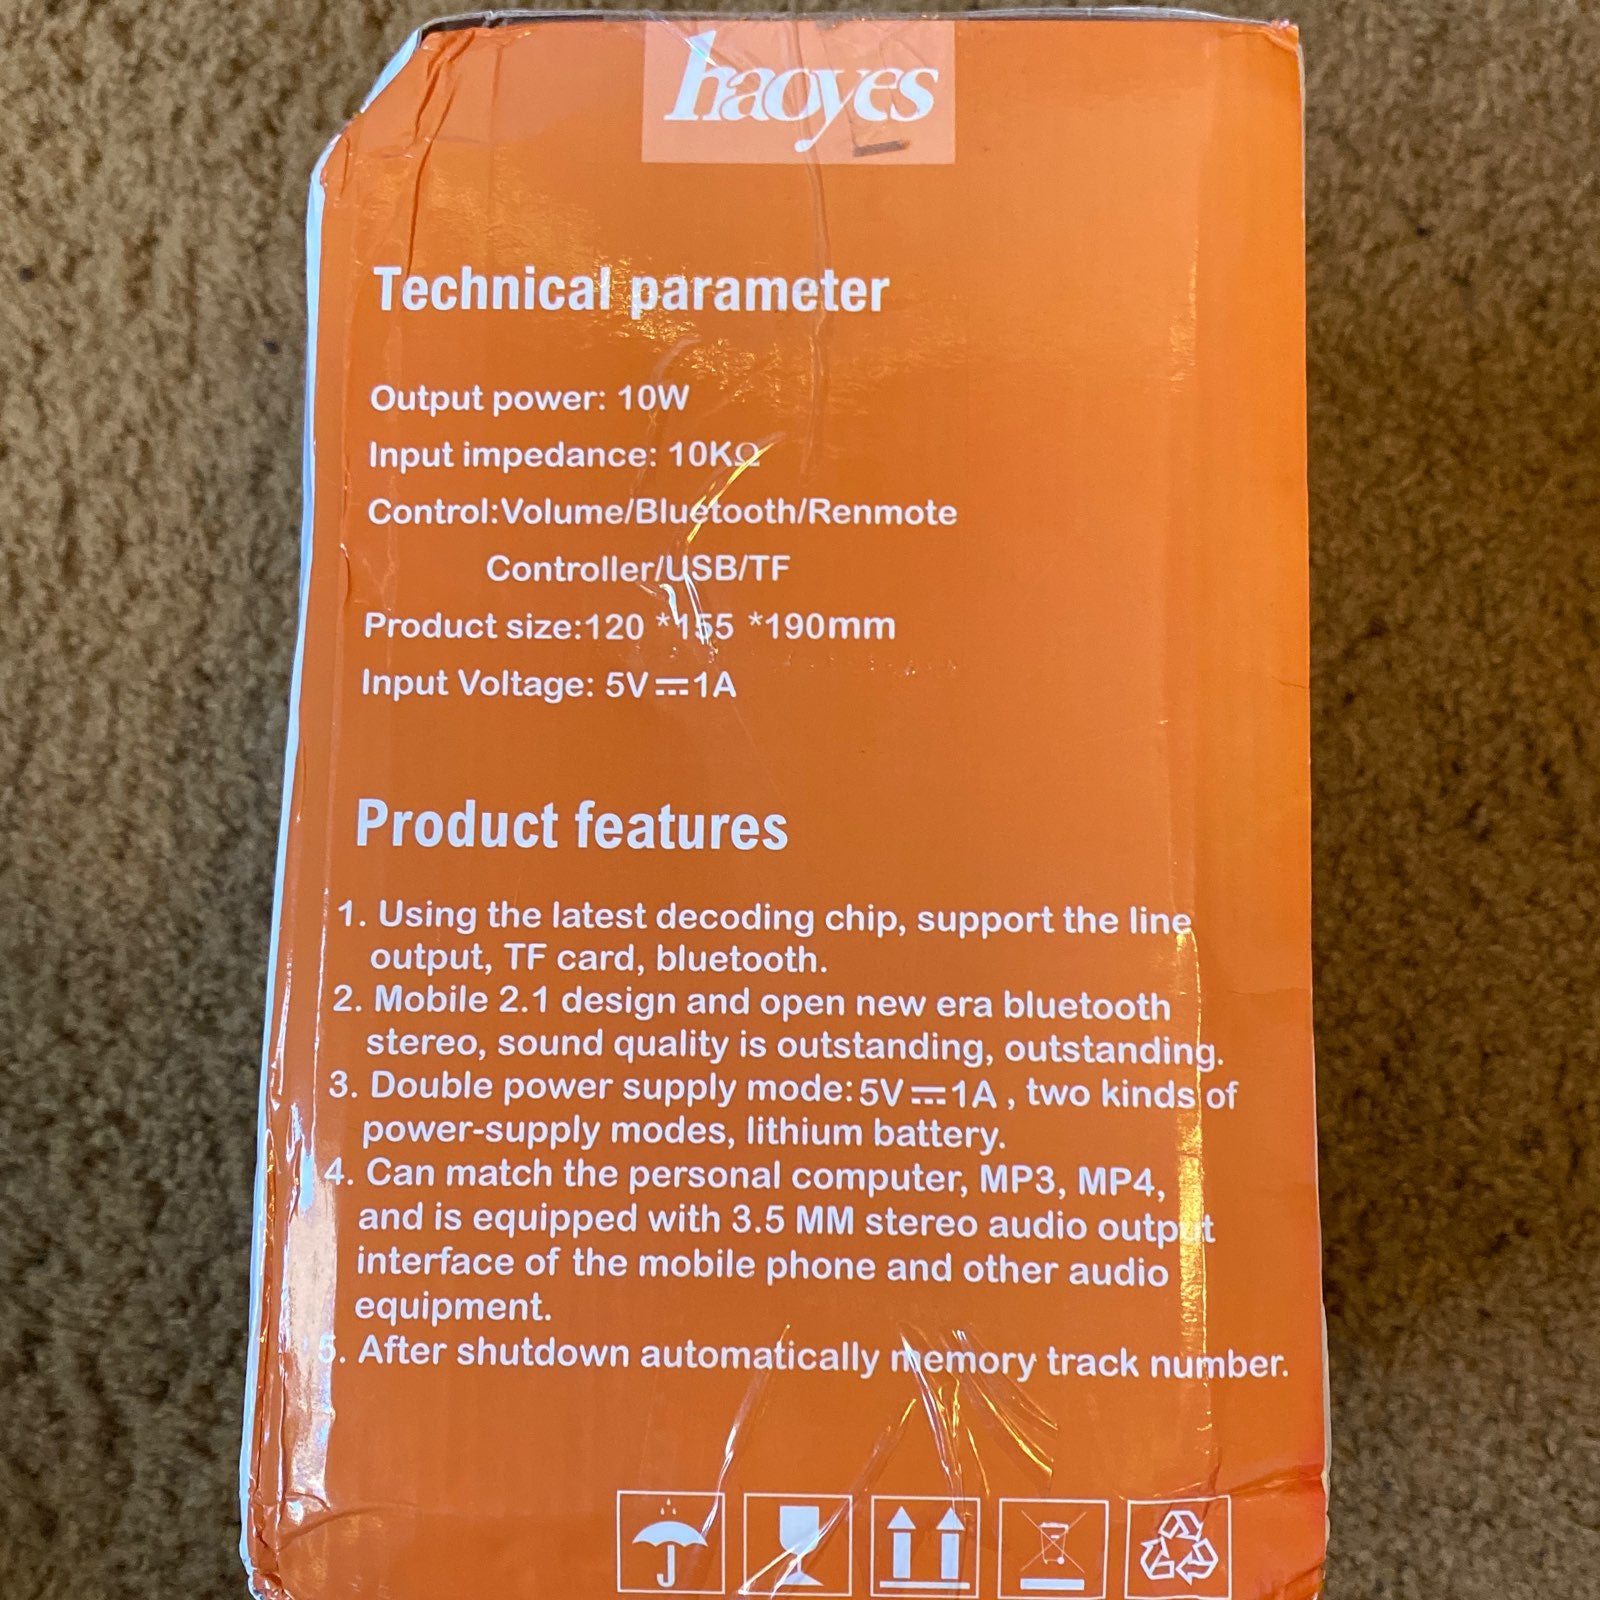 haoyes
Technical parameter
Output power: 10W
Input impedance: 10KΩ
Control:Volume/Bluetooth/Renmote
Controller/USB/TF
Product size:120 *155 *190mm
Input Voltage: 5V⎓1A
Product features
1. Using the latest decoding chip, support the line
output, TF card, bluetooth.
2. Mobile 2.1 design and open new era bluetooth
stereo, sound quality is outstanding, outstanding.
3. Double power supply mode:5V⎓1A , two kinds of
power-supply modes, lithium battery.
4. Can match the personal computer, MP3, MP4,
and is equipped with 3.5 MM stereo audio output
interface of the mobile phone and other audio
equipment.
5. After shutdown automatically memory track number.